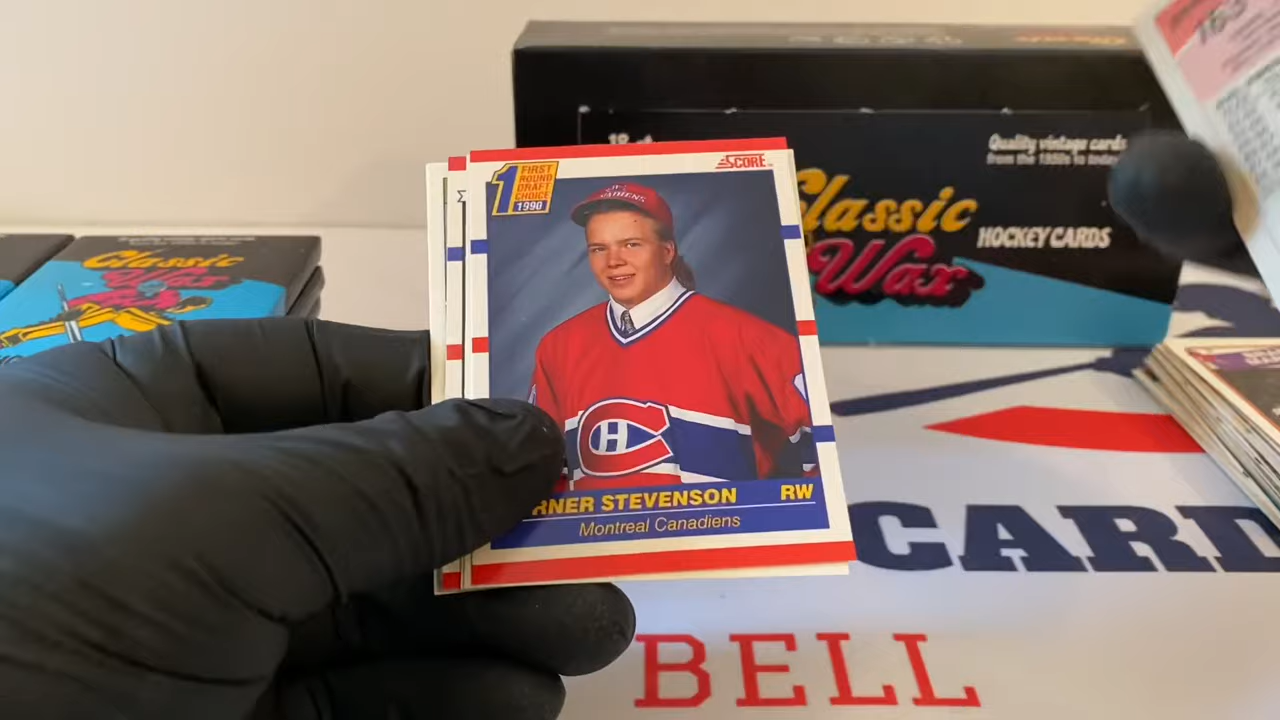 Quality vintage cards
from the 1950s to today
Classic
Wax
HOCKEY CARDS
Classic
Wax
1 FIRST
ROUND
DRAFT
CHOICE
1990
SCORE
RNER STEVENSON RW
Montreal Canadiens
CARD
BELL